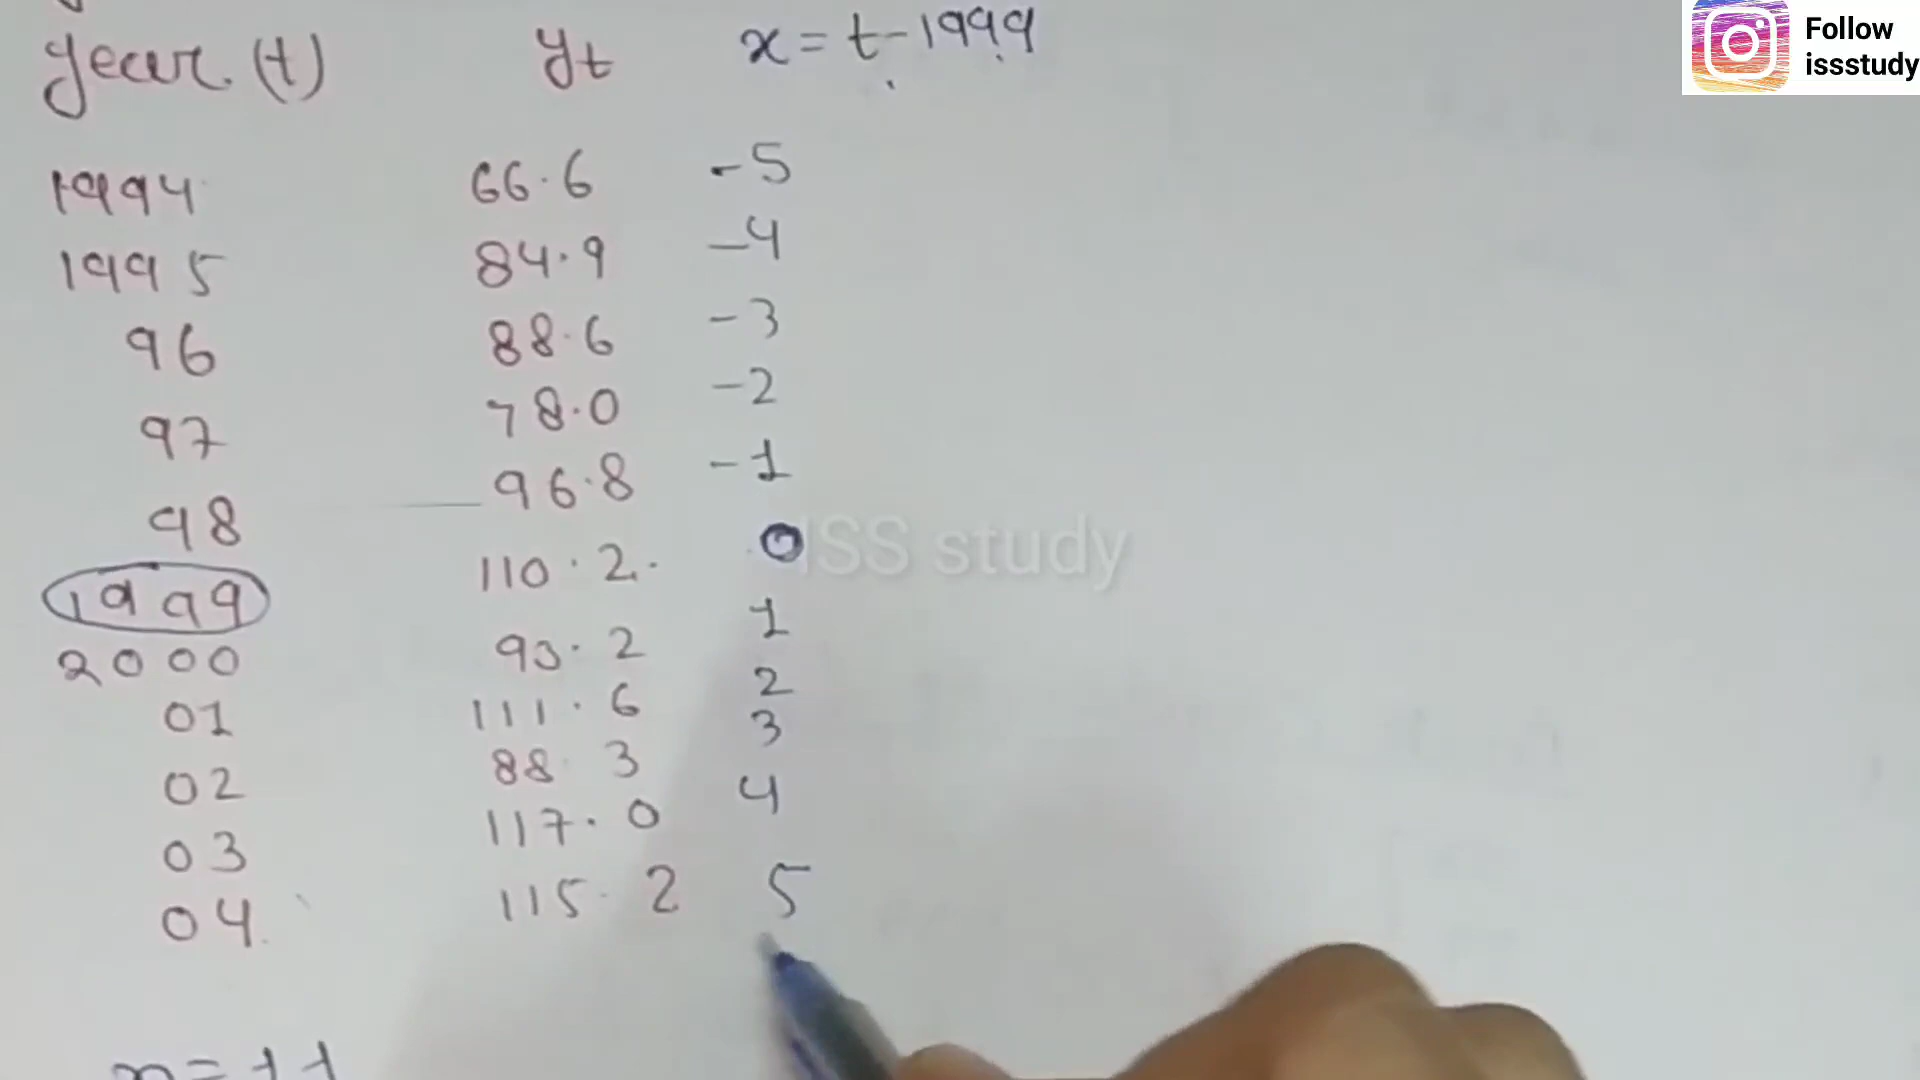 year (t) yt x = t - 1999
1994 66.6 -5
1995 84.9 -4
96 88.6 -3
97 78.0 -2
98 96.8 -1
1999 110.2. 0
2000 93.2 1
01 111.6 2
02 88.3 3
03 117.0 4
04. 115.2 5
n = 11
ISS study
Follow
issstudy